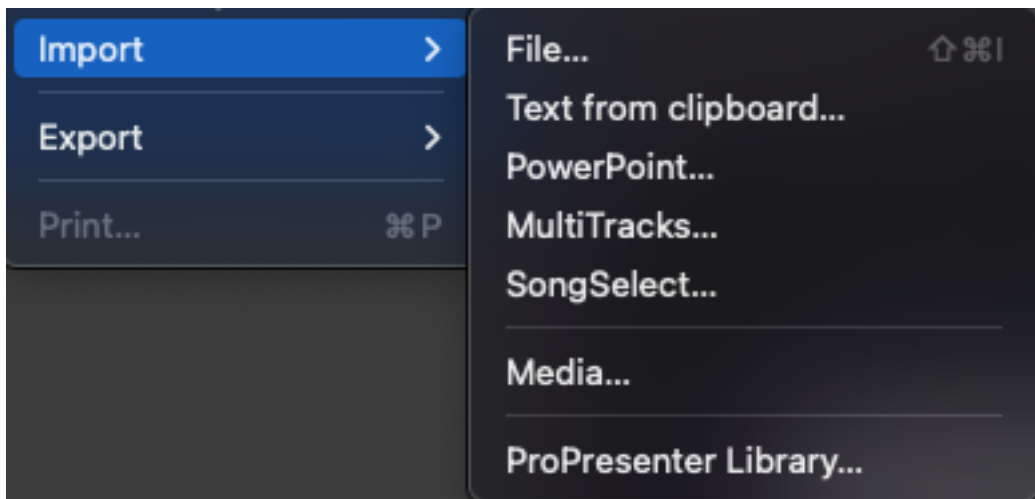 Import
Export
Print... ⌘P
File... ⇧⌘I
Text from clipboard...
PowerPoint...
MultiTracks...
SongSelect...
Media...
ProPresenter Library...